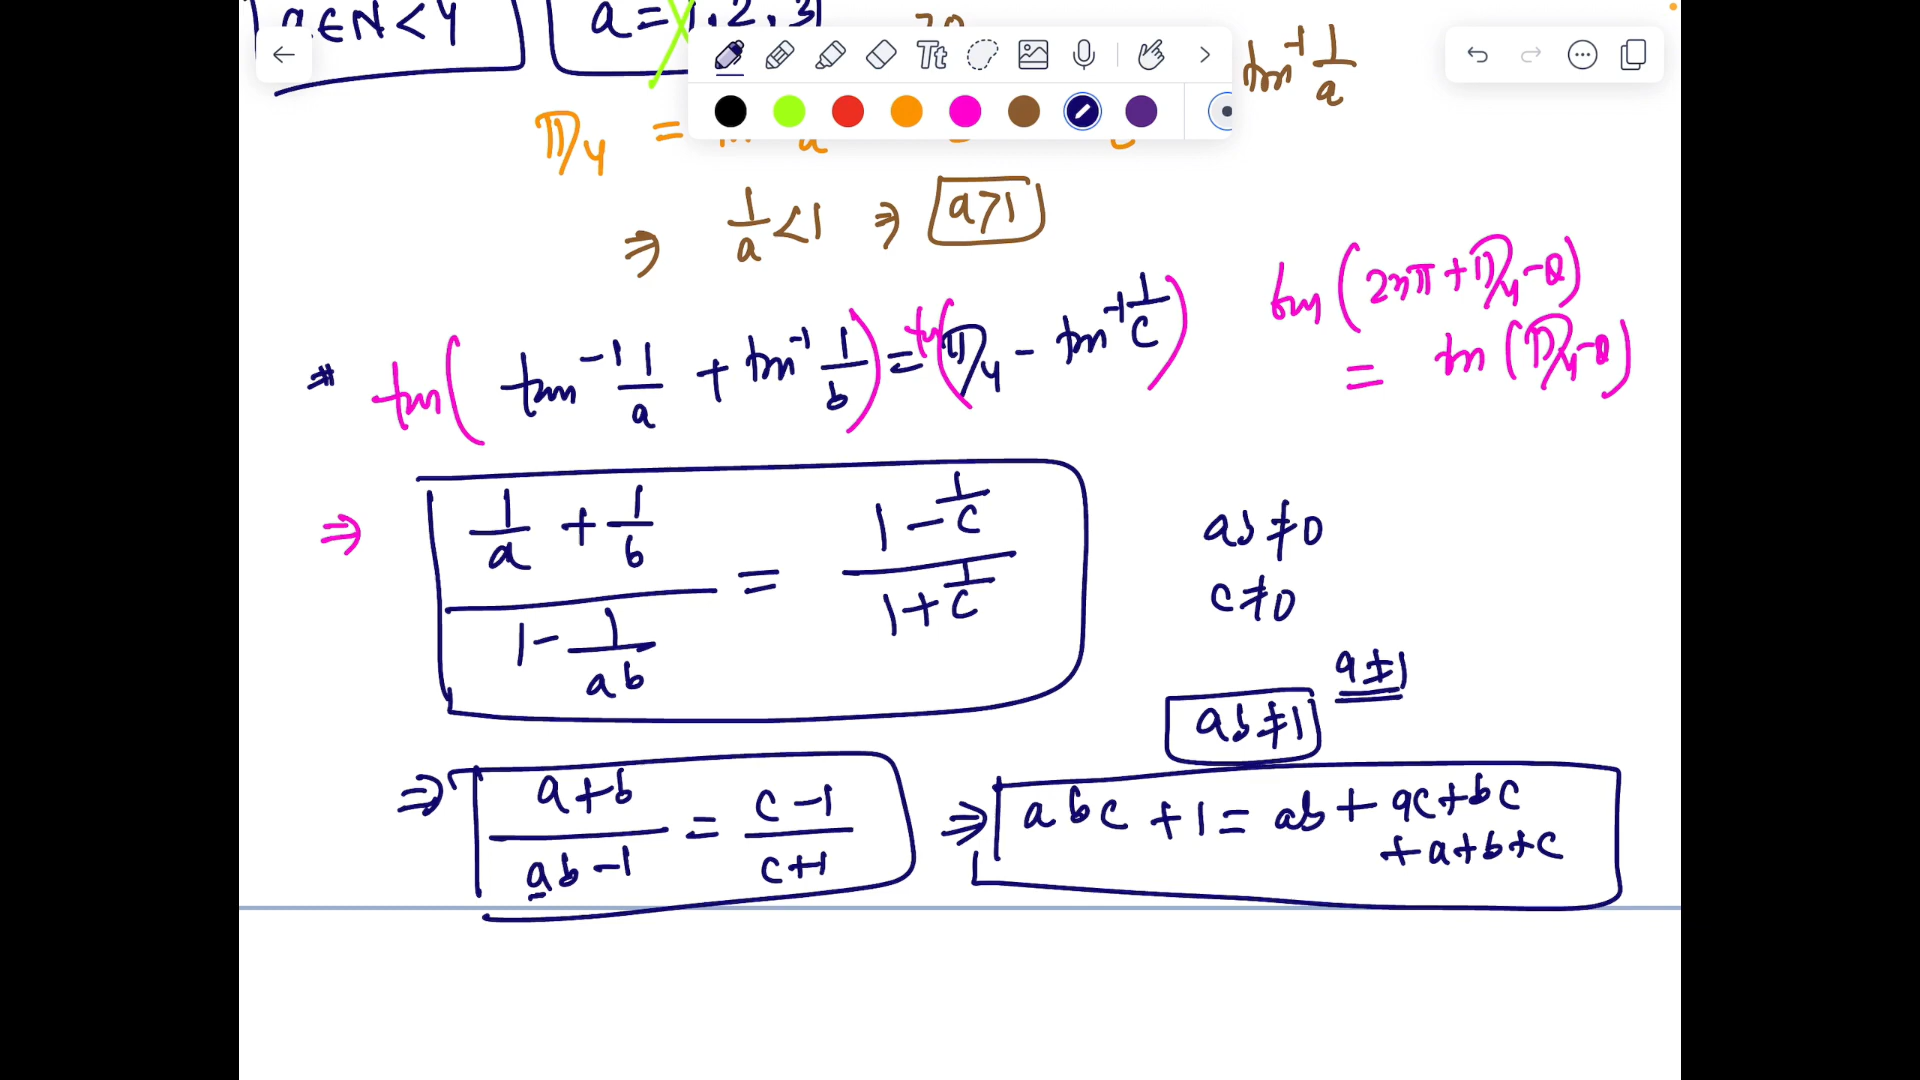 a ∈ N < 4
a = 1, 2, 3
tan⁻¹ 1/a
Tt
π/4 =
⇒ 1/a < 1 ⇒ a > 1
tan(2nπ + π/4 - θ)
= tan(π/4 - θ)
* tan(tan⁻¹ 1/a + tan⁻¹ 1/b) = tan(π/4 - tan⁻¹ 1/c)
⇒ (1/a + 1/b)/(1 - 1/ab) = (1 - 1/c)/(1 + 1/c)
ab ≠ 0
c ≠ 0
a ≠ 1
ab ≠ 1
⇒ (a+b)/(ab-1) = (c-1)/(c+1)
⇒ abc + 1 = ab + ac + bc
+ a + b + c